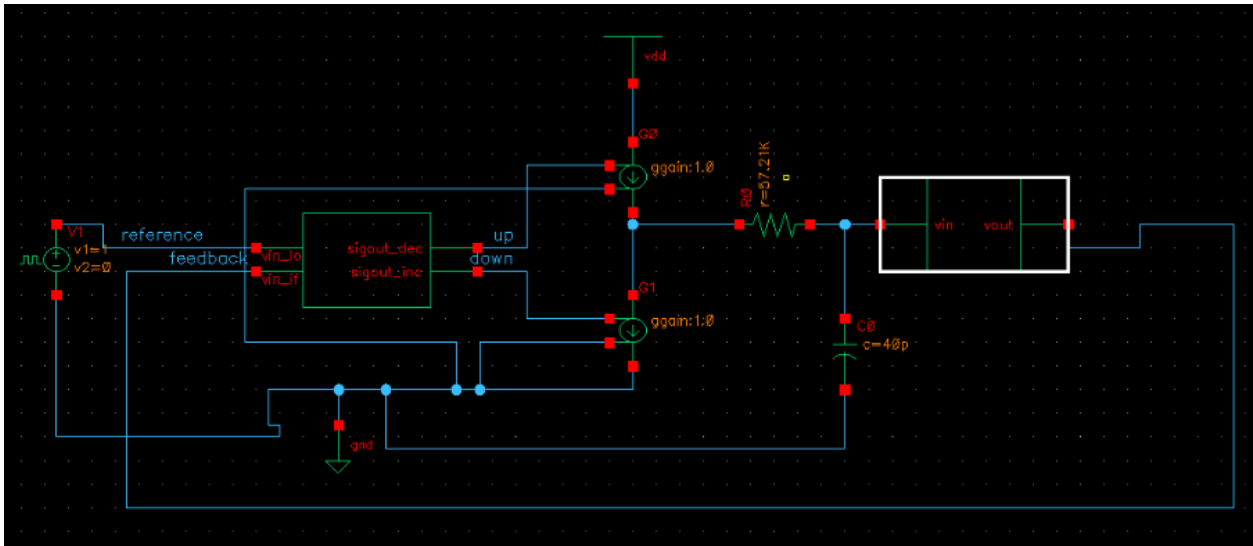 vdd
G0
ggain:1.0
R0
r=57.21K
V1
v1=1
v2=0
reference
feedback
vin_lo
vin_if
sigout_dec
sigout_inc
up
down
G1
ggain:1.0
vin
vout
C0
c=40p
gnd